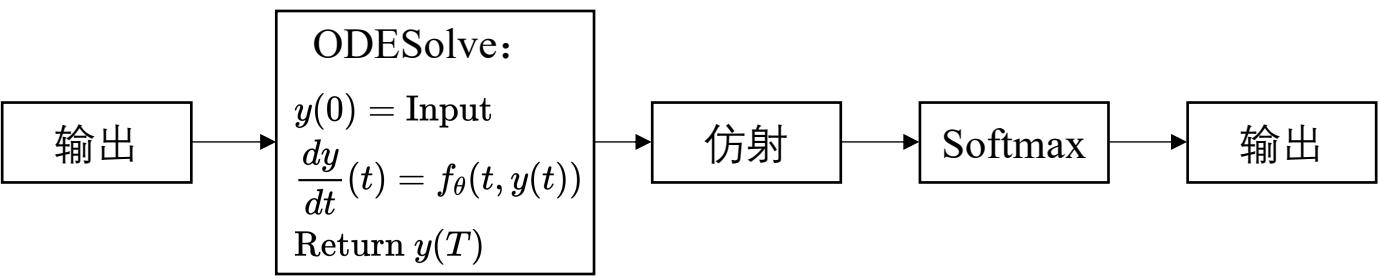 输出
ODESolve：
y(0) = Input
dy/dt (t) = f_θ(t, y(t))
Return y(T)
仿射
Softmax
输出